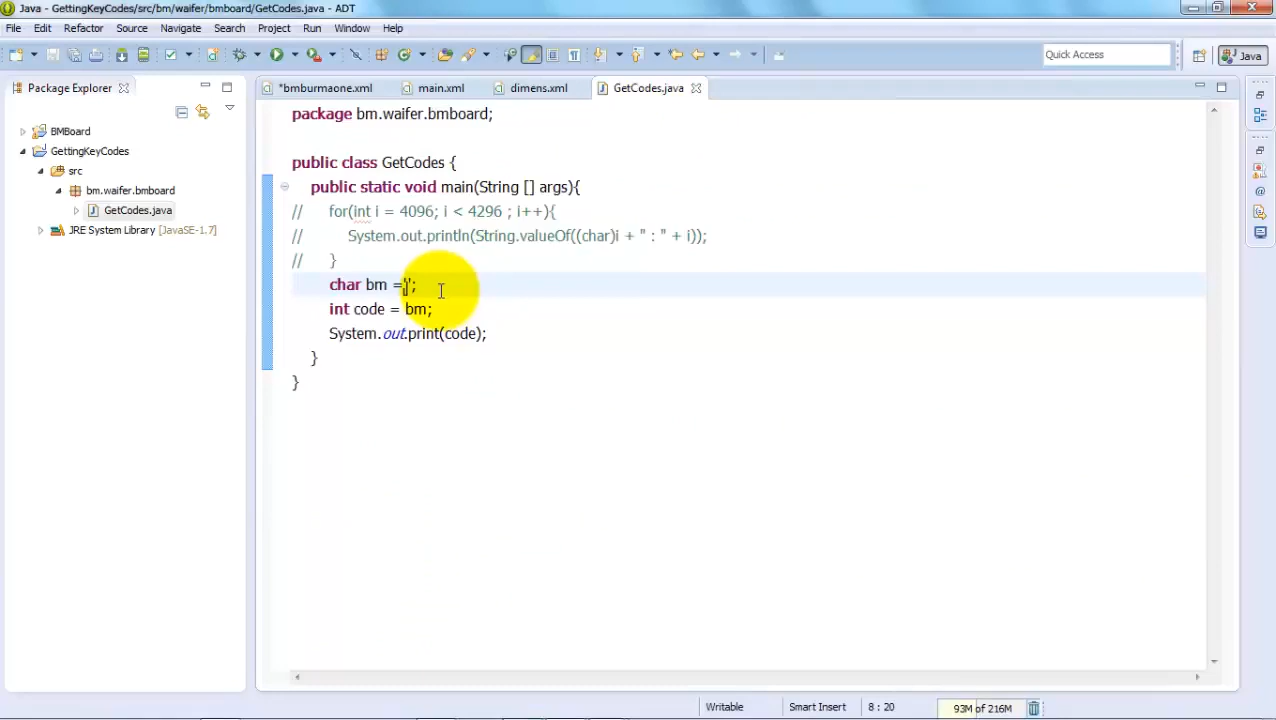 Java - GettingKeyCodes/src/bm/waifer/bmboard/GetCodes.java - ADT
File Edit Refactor Source Navigate Search Project Run Window Help
Quick Access
Java
Package Explorer
*bmburmaone.xml main.xml dimens.xml GetCodes.java
BMBoard
GettingKeyCodes
src
bm.waifer.bmboard
GetCodes.java
JRE System Library [JavaSE-1.7]
package bm.waifer.bmboard;
public class GetCodes {
public static void main(String [] args){
// for(int i = 4096; i < 4296 ; i++){
// System.out.println(String.valueOf((char)i + " : " + i));
// }
char bm ='';
int code = bm;
System.out.print(code);
}
}
Writable Smart Insert 8 : 20 93M of 216M